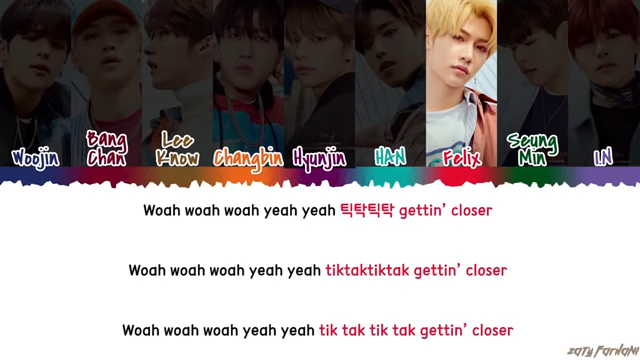 Woojin
Bang Chan
Lee Know
Changbin
Hyunjin
HAN
Felix
Seung Min
I.N
Woah woah woah yeah yeah 틱탁틱탁 gettin' closer
Woah woah woah yeah yeah tiktaktiktak gettin' closer
Woah woah woah yeah yeah tik tak tik tak gettin' closer
Zaty Farhani